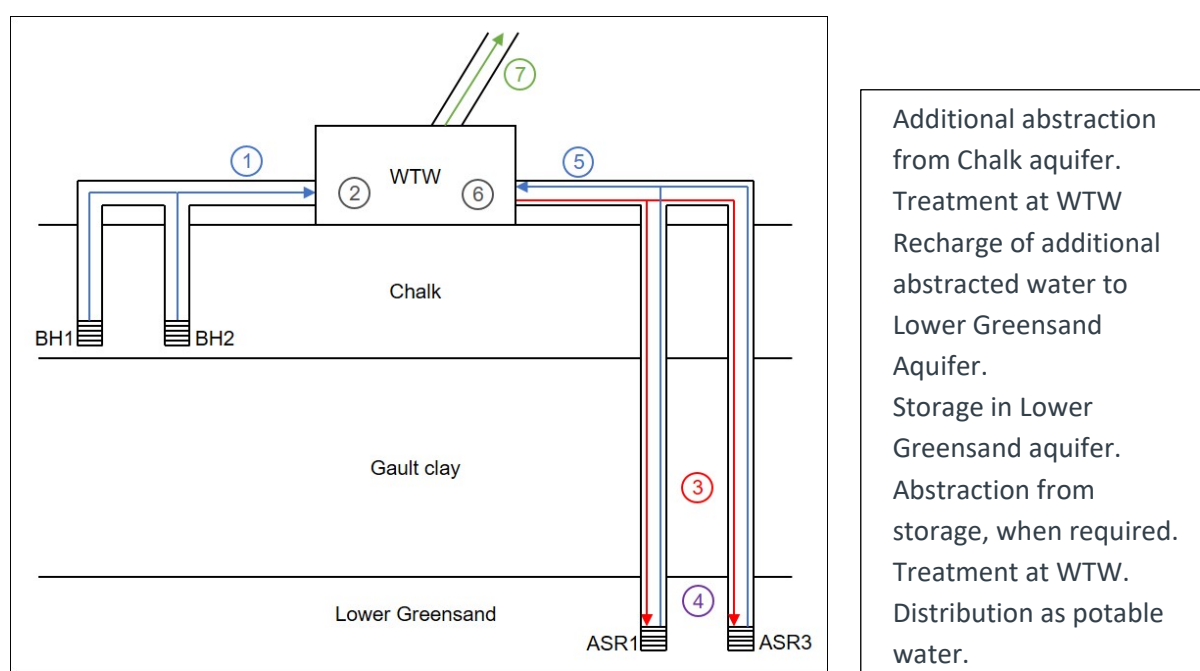 7
1
5
WTW
2
6
Chalk
BH1
BH2
Gault clay
3
4
Lower Greensand
ASR1
ASR3
Additional abstraction
from Chalk aquifer.
Treatment at WTW
Recharge of additional
abstracted water to
Lower Greensand
Aquifer.
Storage in Lower
Greensand aquifer.
Abstraction from
storage, when required.
Treatment at WTW.
Distribution as potable
water.